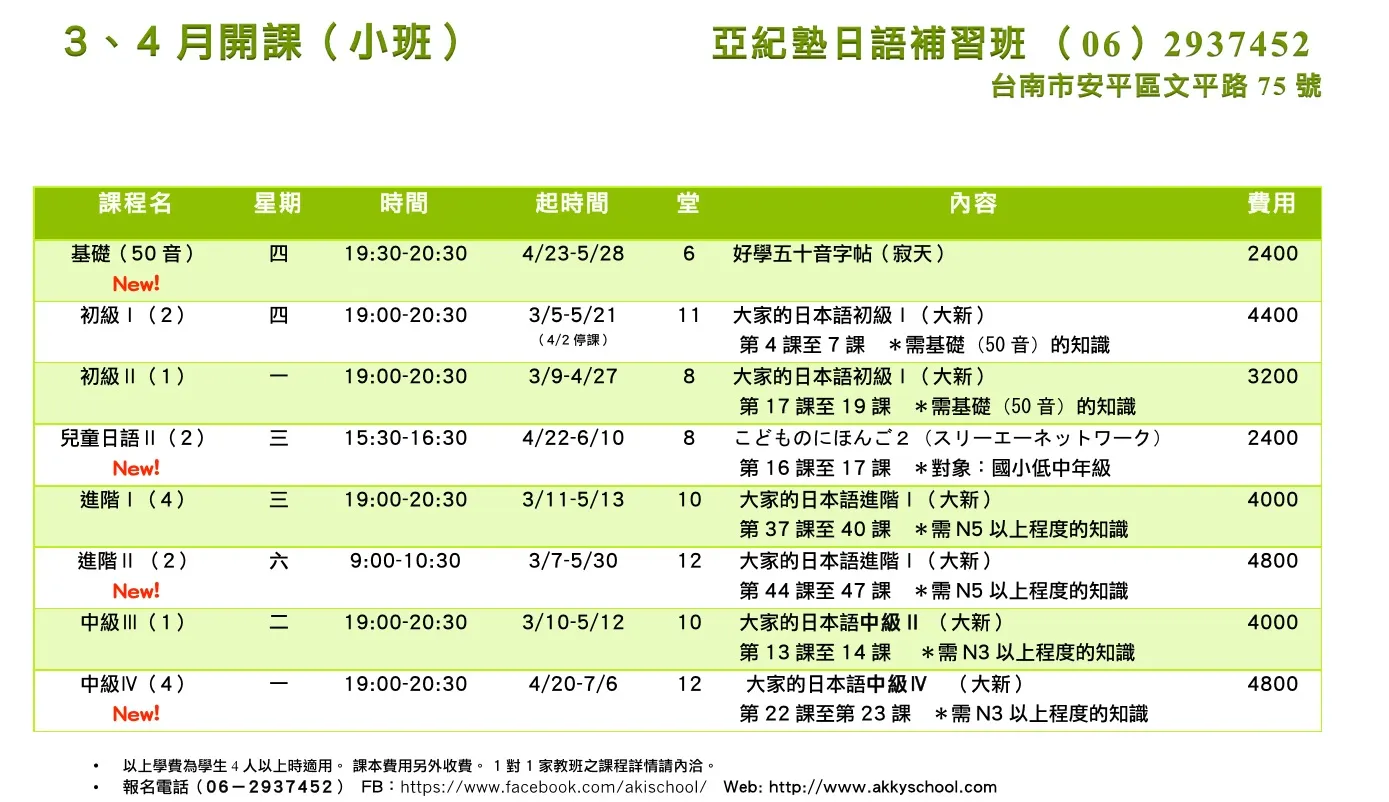 3、4 月開課（小班）
亞紀塾日語補習班 （06）2937452
台南市安平區文平路 75 號
課程名 星期 時間 起時間 堂 內容 費用
基礎（50 音） 四 19:30-20:30 4/23-5/28 6 好學五十音字帖（寂天） 2400
New!
初級Ⅰ（2） 四 19:00-20:30 3/5-5/21 11 大家的日本語初級Ⅰ（大新） 4400
（4/2 停課） 第 4 課至 7 課 ＊需基礎（50 音）的知識
初級Ⅱ（1） 一 19:00-20:30 3/9-4/27 8 大家的日本語初級Ⅰ（大新） 3200
第 17 課至 19 課 ＊需基礎（50 音）的知識
兒童日語Ⅱ（2） 三 15:30-16:30 4/22-6/10 8 こどものにほんご２（スリーエーネットワーク） 2400
New! 第 16 課至 17 課 ＊對象：國小低中年級
進階Ⅰ（4） 三 19:00-20:30 3/11-5/13 10 大家的日本語進階Ⅰ（大新） 4000
第 37 課至 40 課 ＊需 N5 以上程度的知識
進階Ⅱ （2） 六 9:00-10:30 3/7-5/30 12 大家的日本語進階Ⅰ（大新） 4800
New! 第 44 課至 47 課 ＊需 N5 以上程度的知識
中級Ⅲ（1） 二 19:00-20:30 3/10-5/12 10 大家的日本語中級Ⅱ （大新） 4000
第 13 課至 14 課 ＊需 N3 以上程度的知識
中級Ⅳ（4） 一 19:00-20:30 4/20-7/6 12 大家的日本語中級Ⅳ （大新） 4800
New! 第 22 課至第 23 課 ＊需 N3 以上程度的知識
• 以上學費為學生 4 人以上時適用。 課本費用另外收費。 1 對 1 家教班之課程詳情請內洽。
• 報名電話（06－2937452） FB：https://www.facebook.com/akischool/ Web: http://www.akkyschool.com